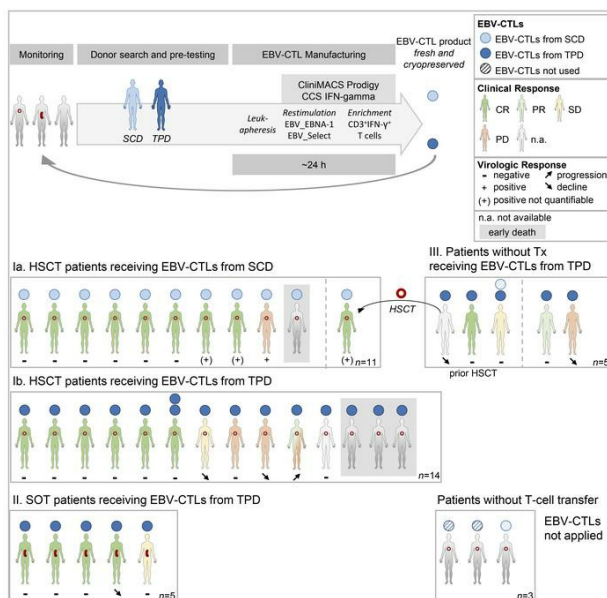 Monitoring
Donor search and pre-testing
EBV-CTL Manufacturing
EBV-CTL product
fresh and
cryopreserved
CliniMACS Prodigy
CCS IFN-gamma
SCD
TPD
Leuk-
apheresis
Restimulation
EBV_EBNA-1
EBV_Select
Enrichment
CD3⁺IFN-γ⁺
T cells
~24 h
EBV-CTLs
EBV-CTLs from SCD
EBV-CTLs from TPD
EBV-CTLs not used
Clinical Response
CR PR SD
PD n.a.
Virologic Response
- negative ➚ progression
+ positive ➘ decline
(+) positive not quantifiable
n.a. not available
early death
Ia. HSCT patients receiving EBV-CTLs from SCD
- - - - - - (+) (+) + (+)
n=11
HSCT
III. Patients without Tx
receiving EBV-CTLs from TPD
➘ - - - ➘
n=5
prior HSCT
Ib. HSCT patients receiving EBV-CTLs from TPD
- - - - - - ➘ - ➘ ➚ -
n=14
II. SOT patients receiving EBV-CTLs from TPD
- - - ➘ -
n=5
Patients without T-cell transfer
EBV-CTLs
not applied
n=3